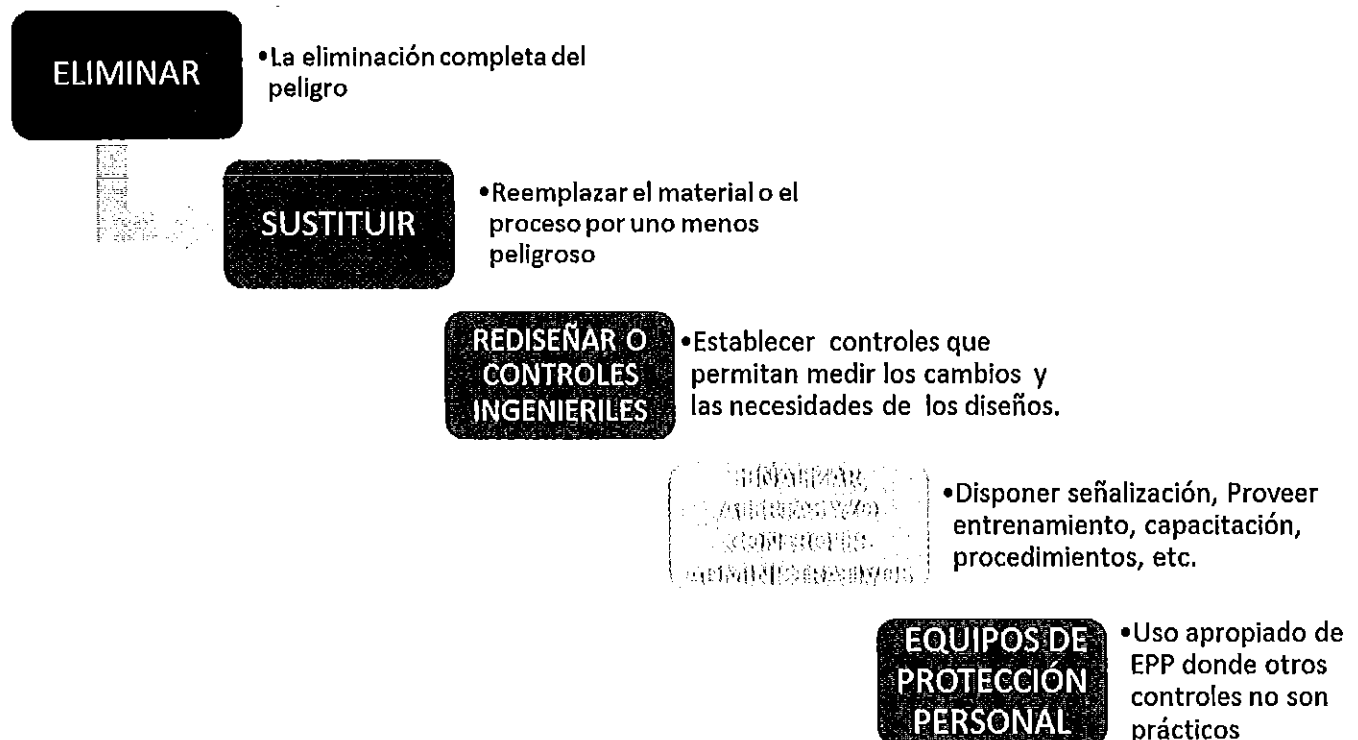 ELIMINAR
•La eliminación completa del
peligro
SUSTITUIR
•Reemplazar el material o el
proceso por uno menos
peligroso
REDISEÑAR O
CONTROLES
INGENIERILES
•Establecer controles que
permitan medir los cambios y
las necesidades de los diseños.
ADMINISTRATIVOS
•Disponer señalización, Proveer
entrenamiento, capacitación,
procedimientos, etc.
EQUIPOS DE
PROTECCIÓN
PERSONAL
•Uso apropiado de
EPP donde otros
controles no son
prácticos